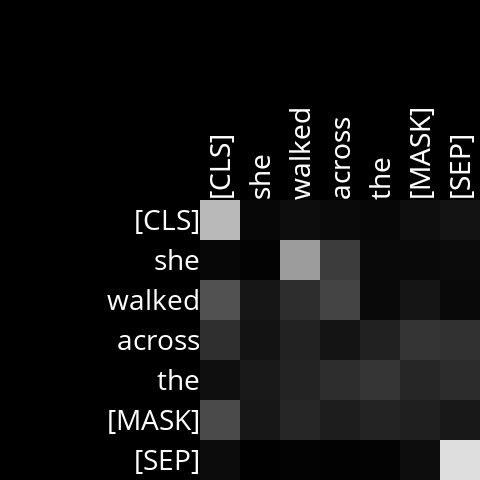 [CLS] she walked across the [MASK] [SEP]
[CLS]
she
walked
across
the
[MASK]
[SEP]